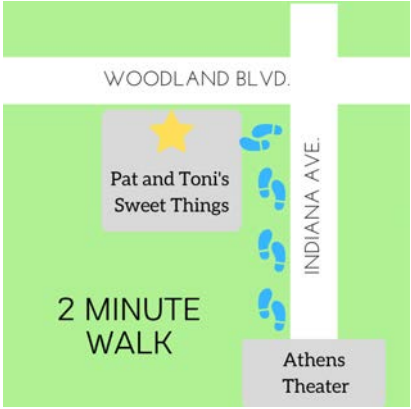 WOODLAND BLVD.
Pat and Toni's
Sweet Things
INDIANA AVE.
2 MINUTE
WALK
Athens
Theater